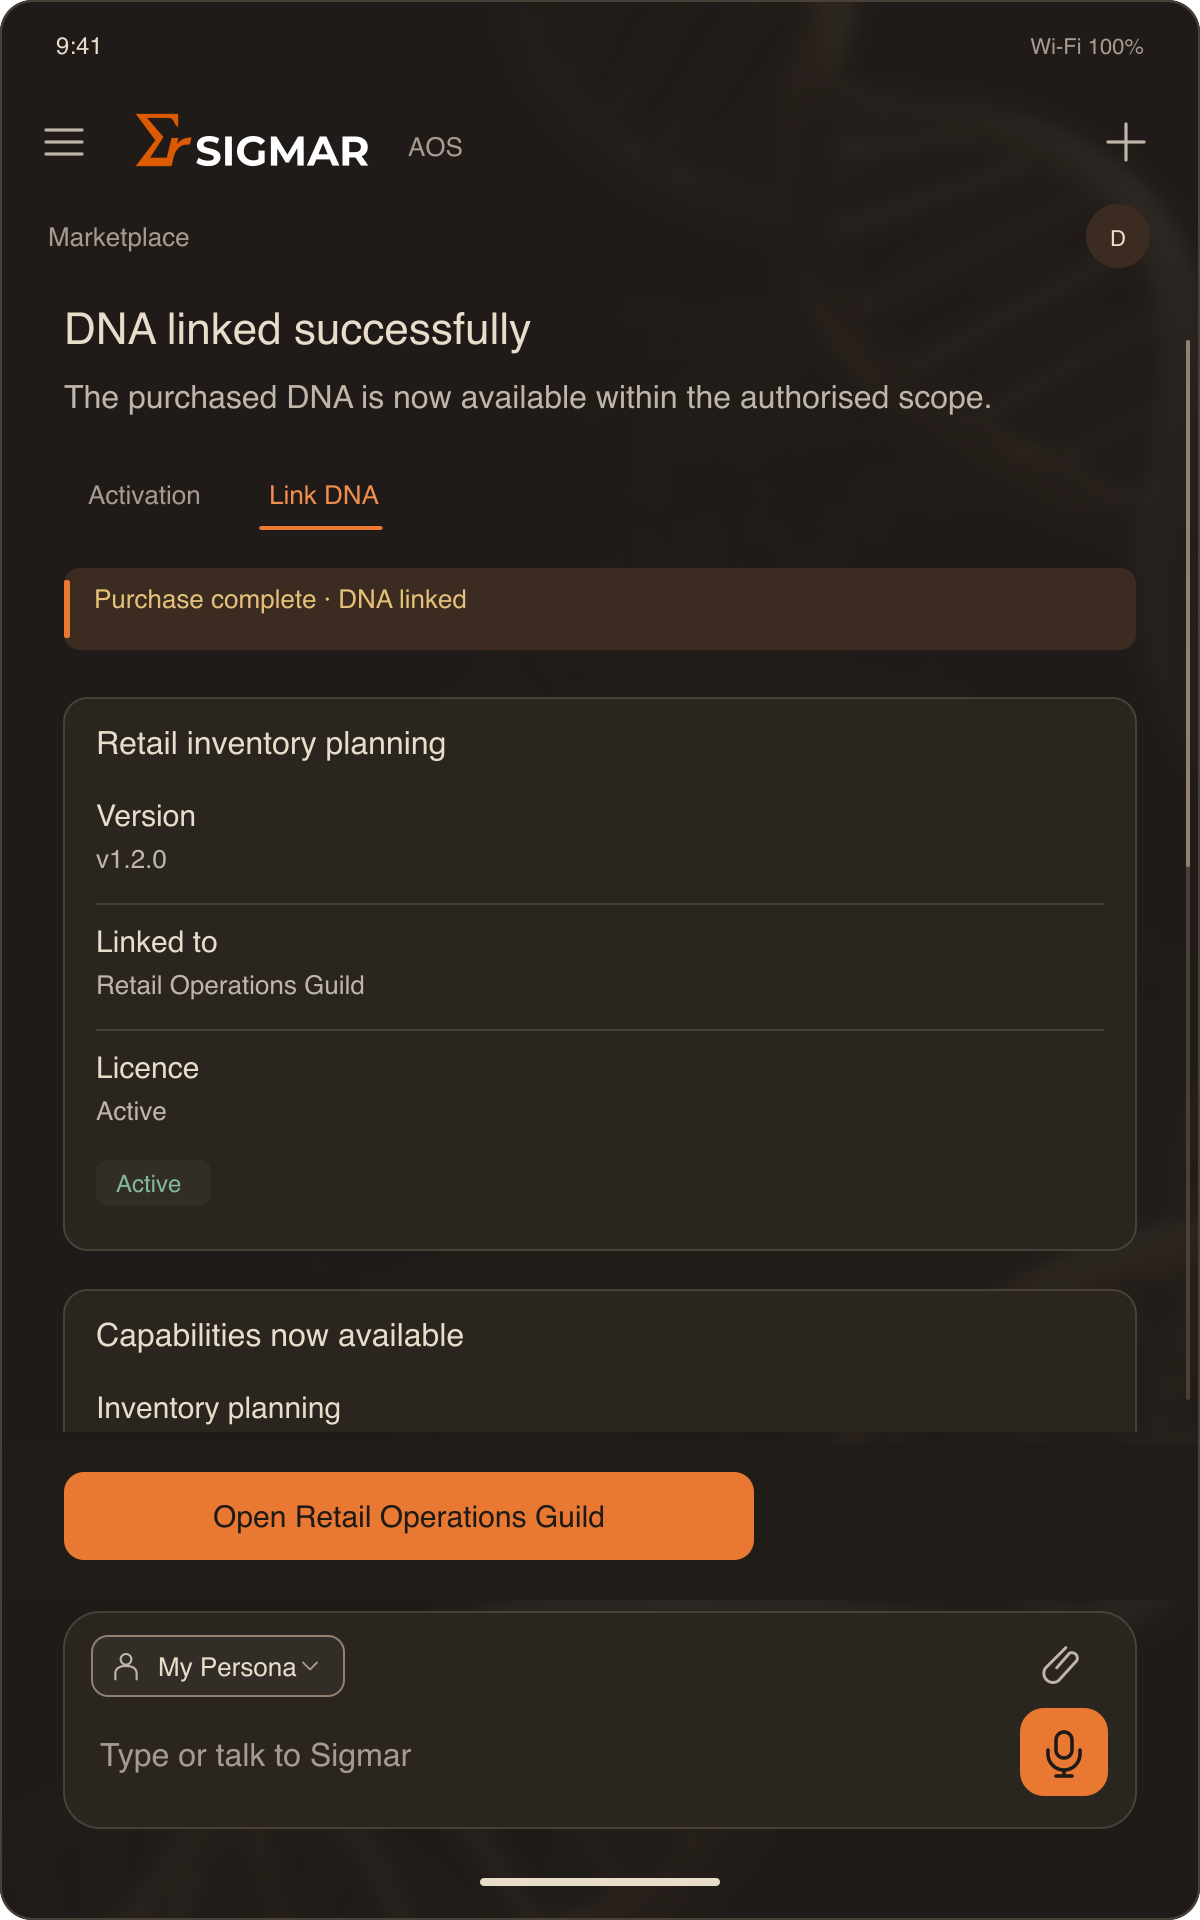 9:41
Wi-Fi 100%
Σr SIGMAR AOS
Marketplace
D
DNA linked successfully
The purchased DNA is now available within the authorised scope.
Activation
Link DNA
Purchase complete · DNA linked
Retail inventory planning
Version
v1.2.0
Linked to
Retail Operations Guild
Licence
Active
Active
Capabilities now available
Inventory planning
Open Retail Operations Guild
My Persona
Type or talk to Sigmar